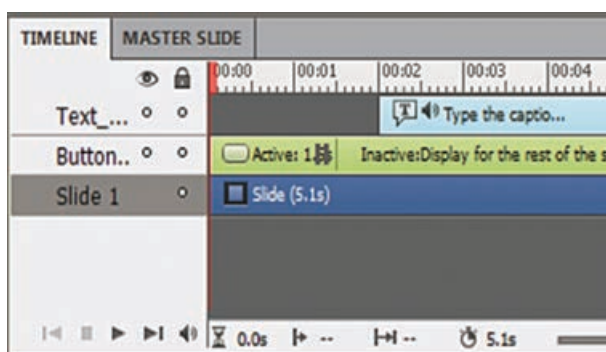 TIMELINE MASTER SLIDE
00:00 00:01 00:02 00:03 00:04
Text_... Type the captio...
Button.. Active: 1. Inactive:Display for the rest of the s
Slide 1 Slide (5.1s)
0.0s -- -- 5.1s